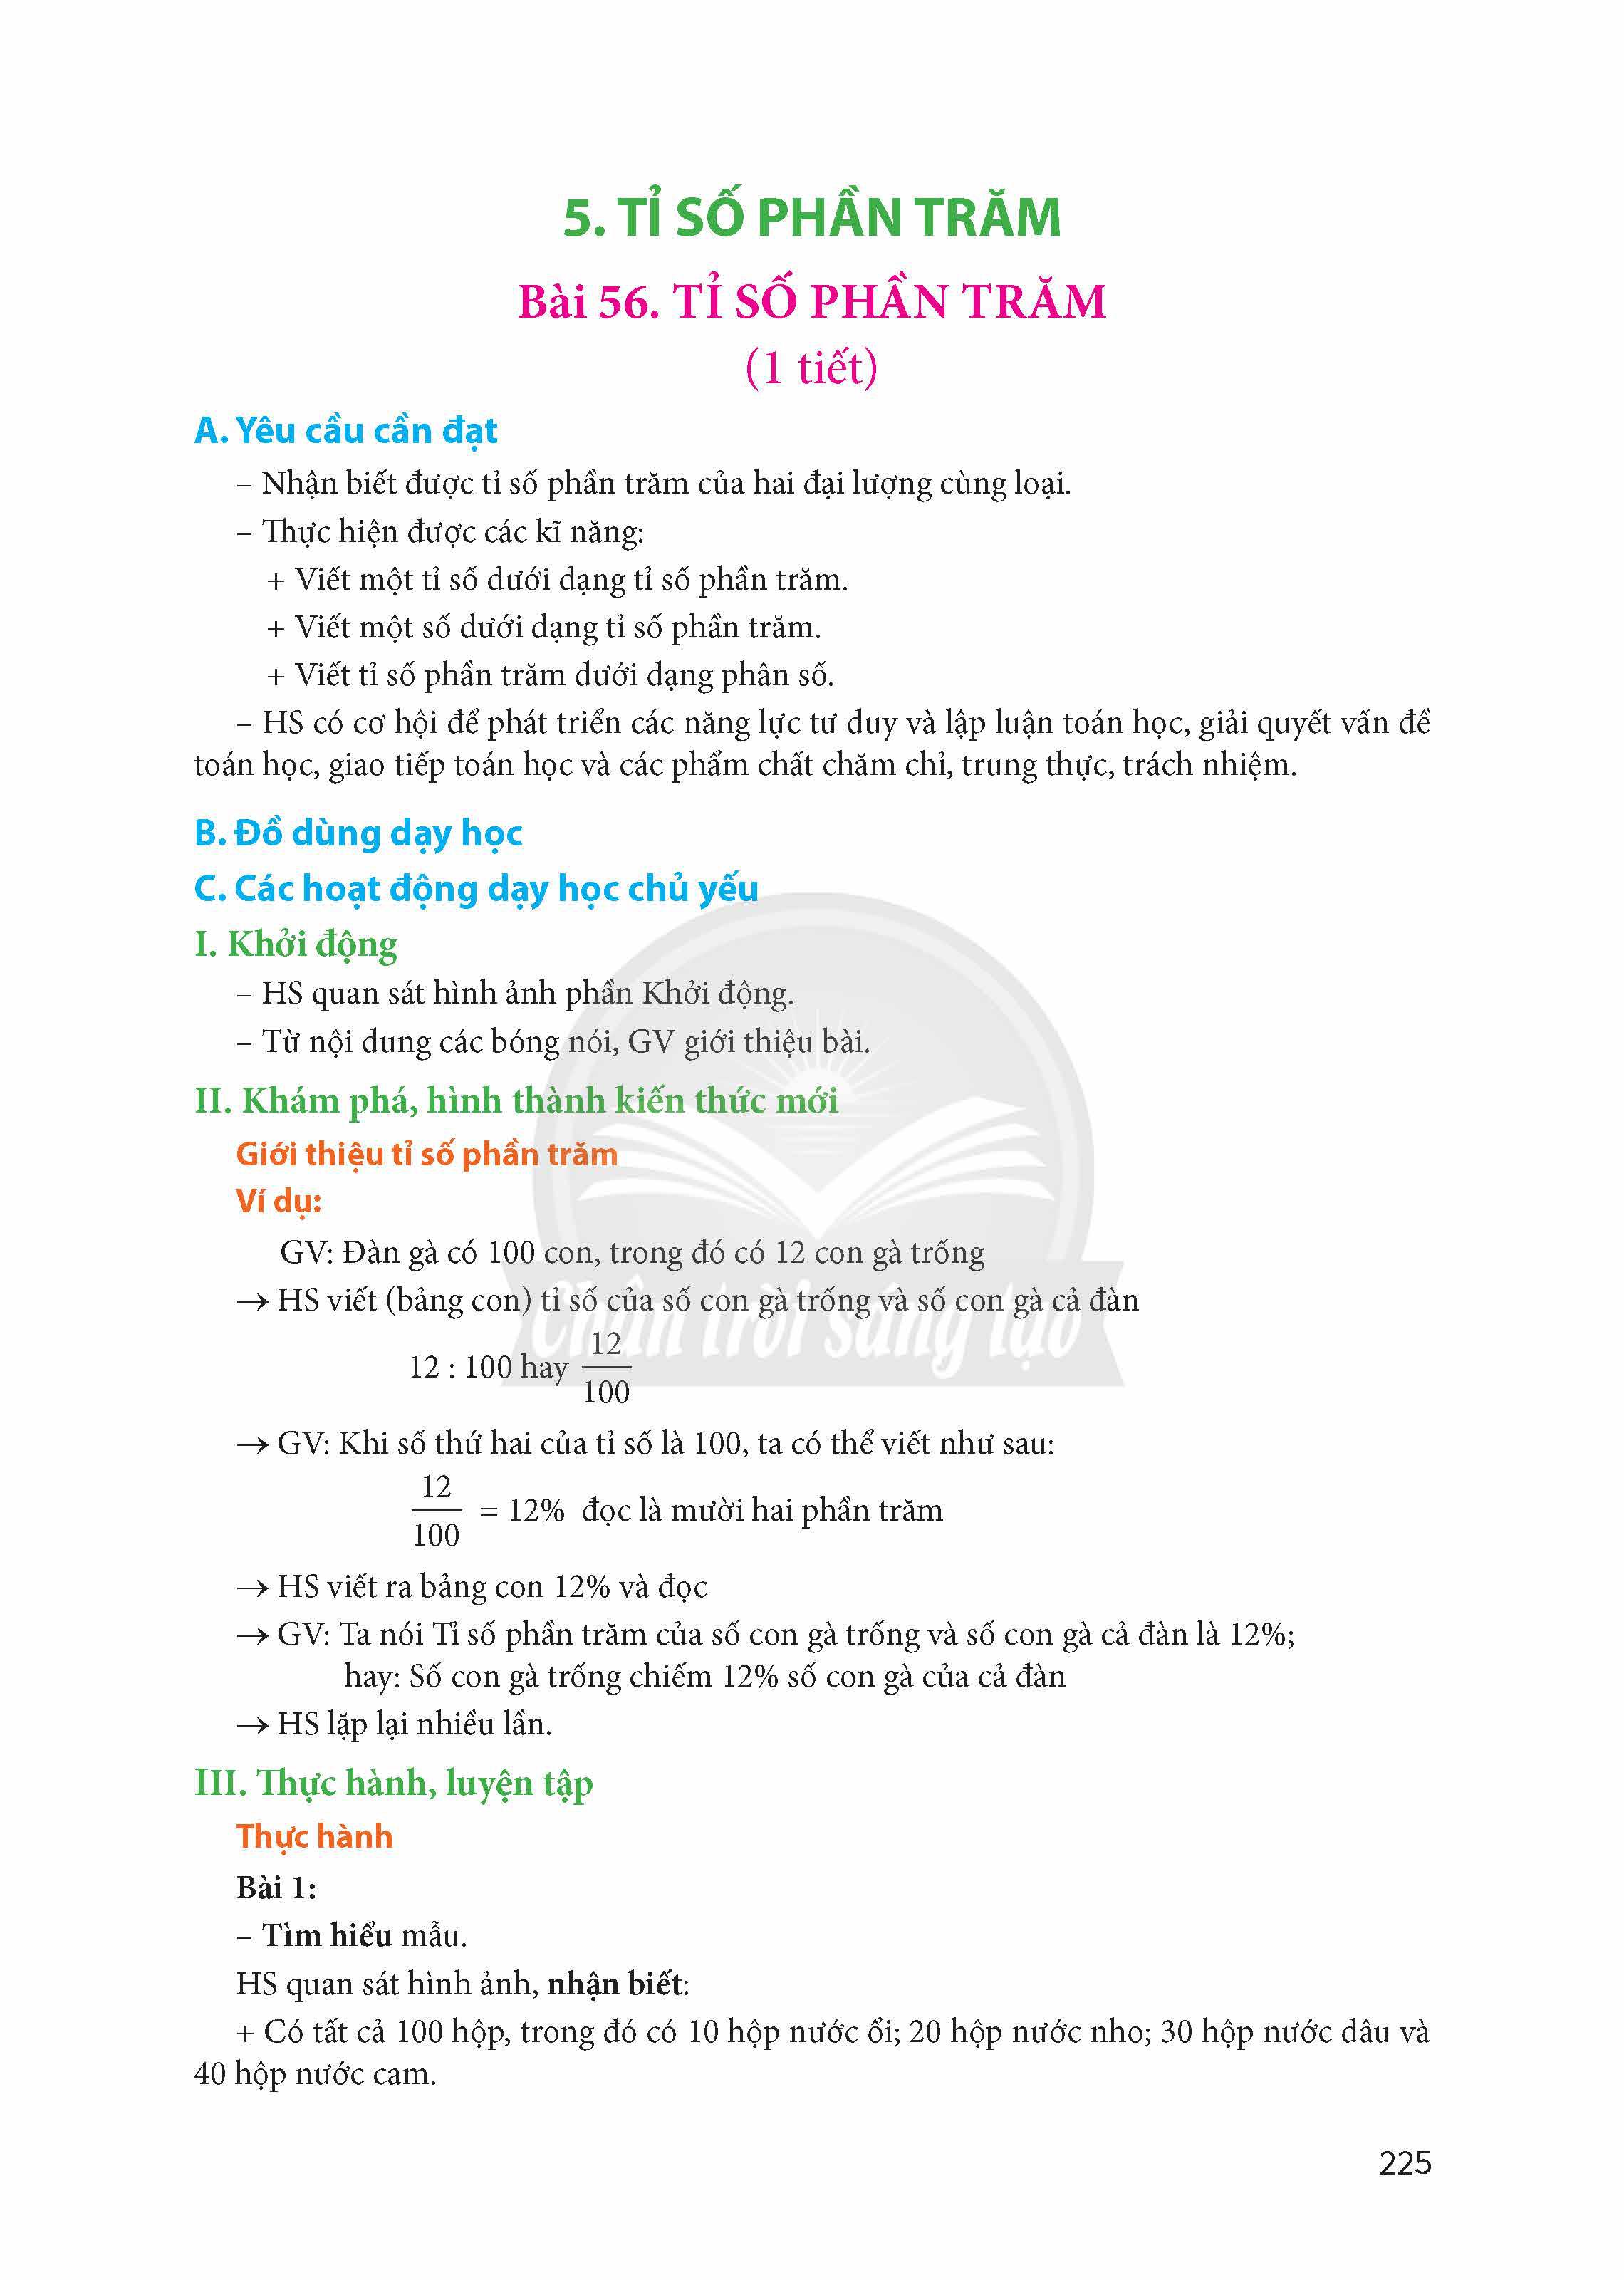 5. TỈ SỐ PHẦN TRĂM
Bài 56. TỈ SỐ PHẦN TRĂM
(1 tiết)
A. Yêu cầu cần đạt
– Nhận biết được tỉ số phần trăm của hai đại lượng cùng loại.
– Thực hiện được các kĩ năng:
+ Viết một tỉ số dưới dạng tỉ số phần trăm.
+ Viết một số dưới dạng tỉ số phần trăm.
+ Viết tỉ số phần trăm dưới dạng phân số.
– HS có cơ hội để phát triển các năng lực tư duy và lập luận toán học, giải quyết vấn đề
toán học, giao tiếp toán học và các phẩm chất chăm chỉ, trung thực, trách nhiệm.
B. Đồ dùng dạy học
C. Các hoạt động dạy học chủ yếu
I. Khởi động
– HS quan sát hình ảnh phần Khởi động.
– Từ nội dung các bóng nói, GV giới thiệu bài.
II. Khám phá, hình thành kiến thức mới
Giới thiệu tỉ số phần trăm
Ví dụ:
GV: Đàn gà có 100 con, trong đó có 12 con gà trống
→ HS viết (bảng con) tỉ số của số con gà trống và số con gà cả đàn
Chân trời sáng tạo
12 : 100 hay 12/100
→ GV: Khi số thứ hai của tỉ số là 100, ta có thể viết như sau:
12/100 = 12% đọc là mười hai phần trăm
→ HS viết ra bảng con 12% và đọc
→ GV: Ta nói Tỉ số phần trăm của số con gà trống và số con gà cả đàn là 12%;
hay: Số con gà trống chiếm 12% số con gà của cả đàn
→ HS lặp lại nhiều lần.
III. Thực hành, luyện tập
Thực hành
Bài 1:
– Tìm hiểu mẫu.
HS quan sát hình ảnh, nhận biết:
+ Có tất cả 100 hộp, trong đó có 10 hộp nước ổi; 20 hộp nước nho; 30 hộp nước dâu và
40 hộp nước cam.
225